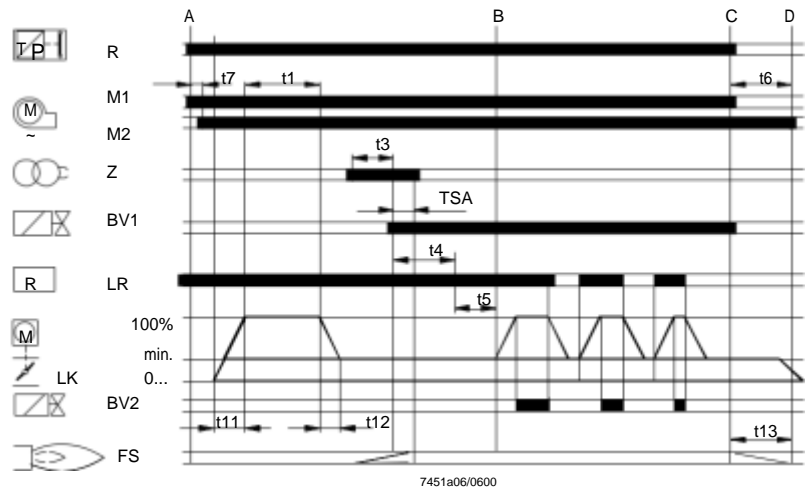 A B C D
T P R
t7 t1 t6
M1
M
~ M2
t3
Z
TSA
BV1
t4
R LR
t5
100%
M
min.
LK 0...
BV2
t11 t12 t13
FS
7451a06/0600